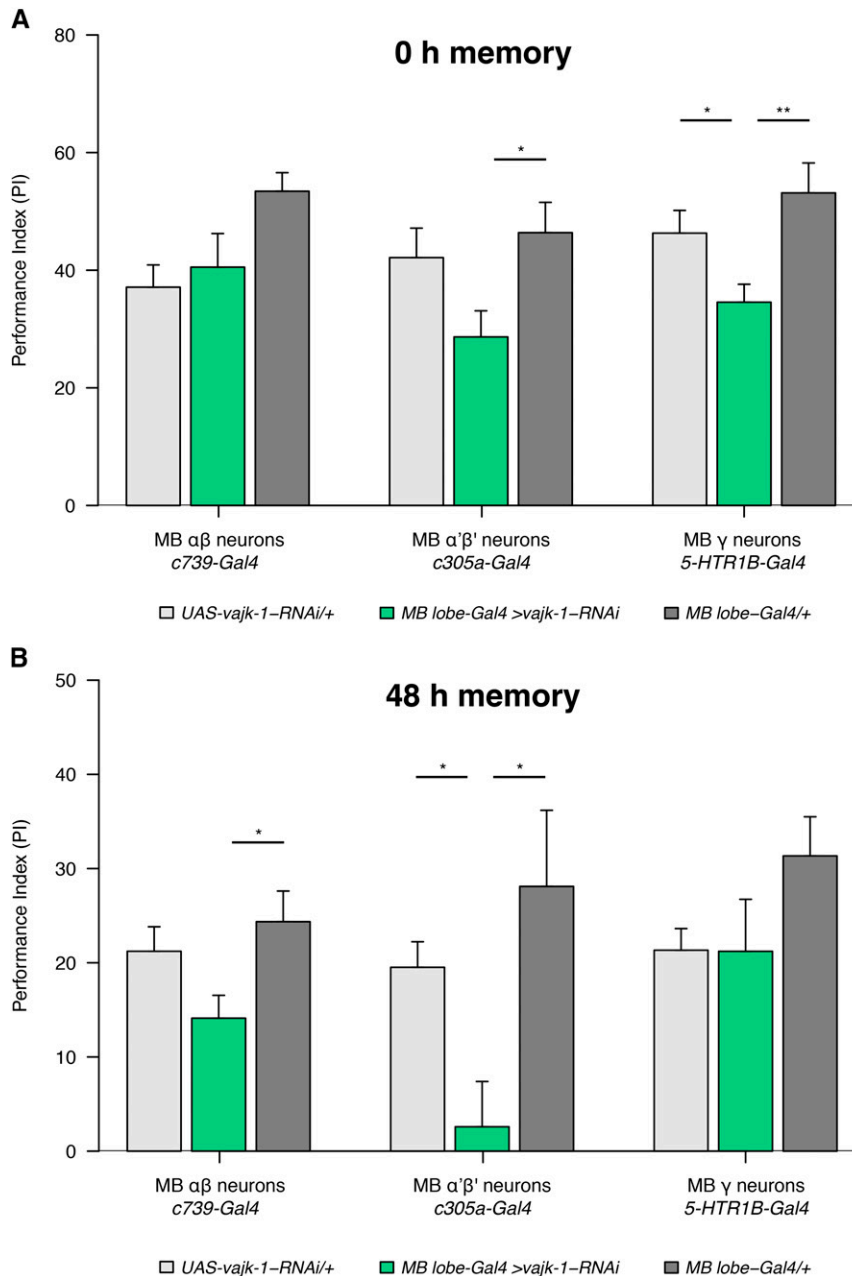 A
0 h memory
80
60
40
20
0
Performance Index (PI)
*
*
**
MB αβ neurons
c739-Gal4
MB α'β' neurons
c305a-Gal4
MB γ neurons
5-HTR1B-Gal4
UAS-vajk-1–RNAi/+
MB lobe-Gal4 >vajk-1–RNAi
MB lobe–Gal4/+
B
48 h memory
50
40
30
20
10
0
Performance Index (PI)
*
*
*
MB αβ neurons
c739-Gal4
MB α'β' neurons
c305a-Gal4
MB γ neurons
5-HTR1B-Gal4
UAS-vajk-1–RNAi/+
MB lobe-Gal4 >vajk-1–RNAi
MB lobe–Gal4/+